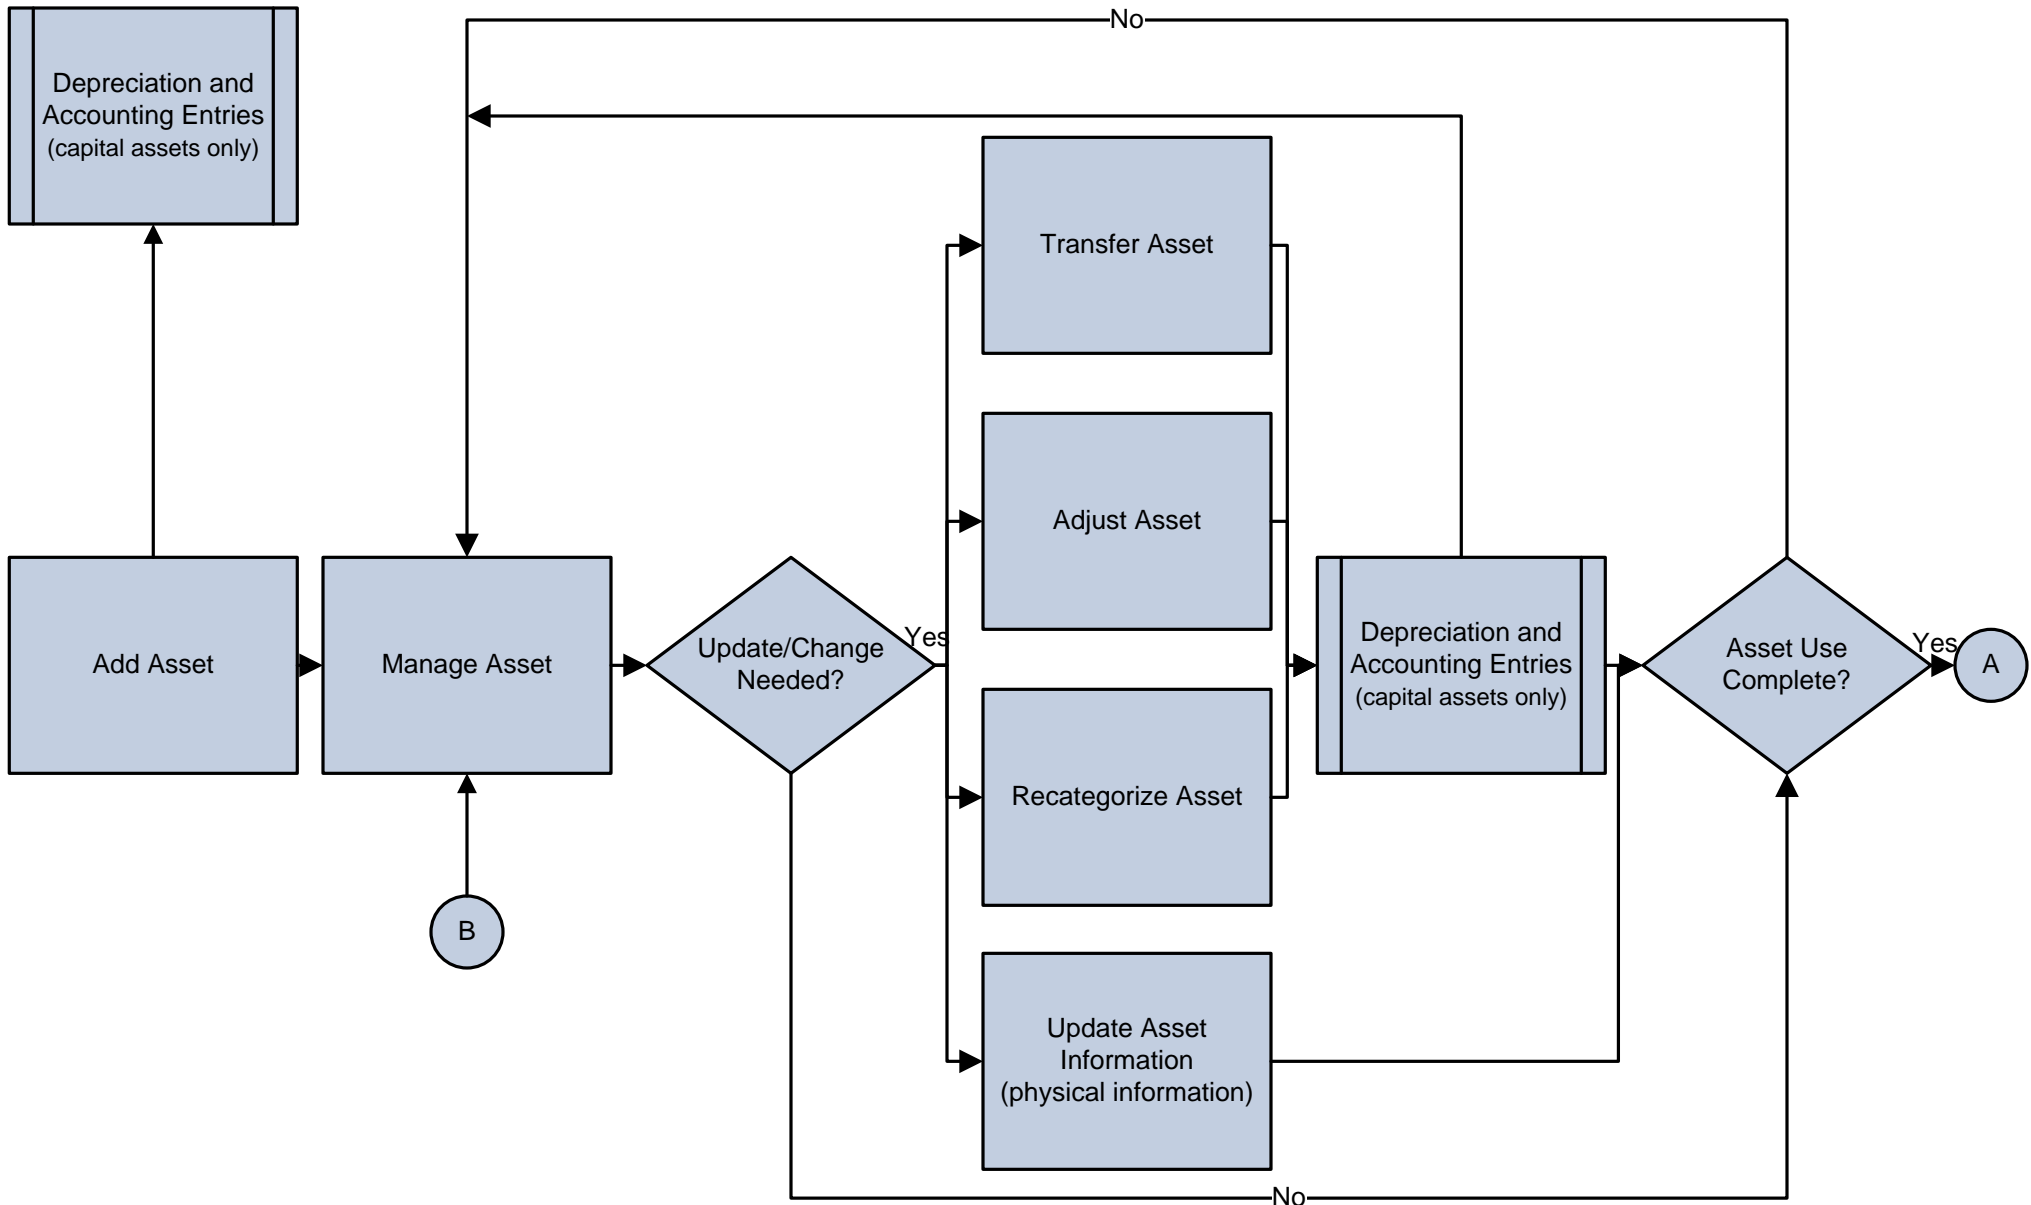 No
Depreciation and
Accounting Entries
(capital assets only)
Transfer Asset
Adjust Asset
Add Asset
Manage Asset
Update/Change
Needed?
Yes
Depreciation and
Accounting Entries
(capital assets only)
Asset Use
Complete?
Yes
A
Recategorize Asset
B
Update Asset
Information
(physical information)
No